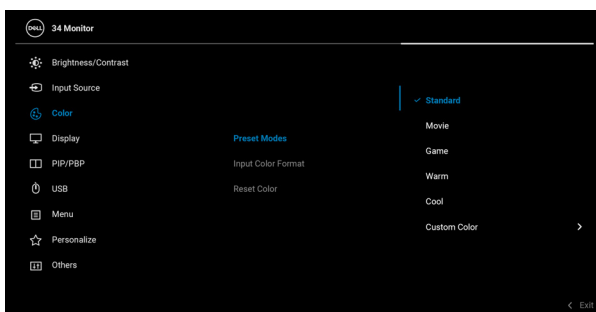 DELL
34 Monitor
Brightness/Contrast
Input Source
Color
Display
PIP/PBP
USB
Menu
Personalize
Others
Preset Modes
Input Color Format
Reset Color
Standard
Movie
Game
Warm
Cool
Custom Color
Exit